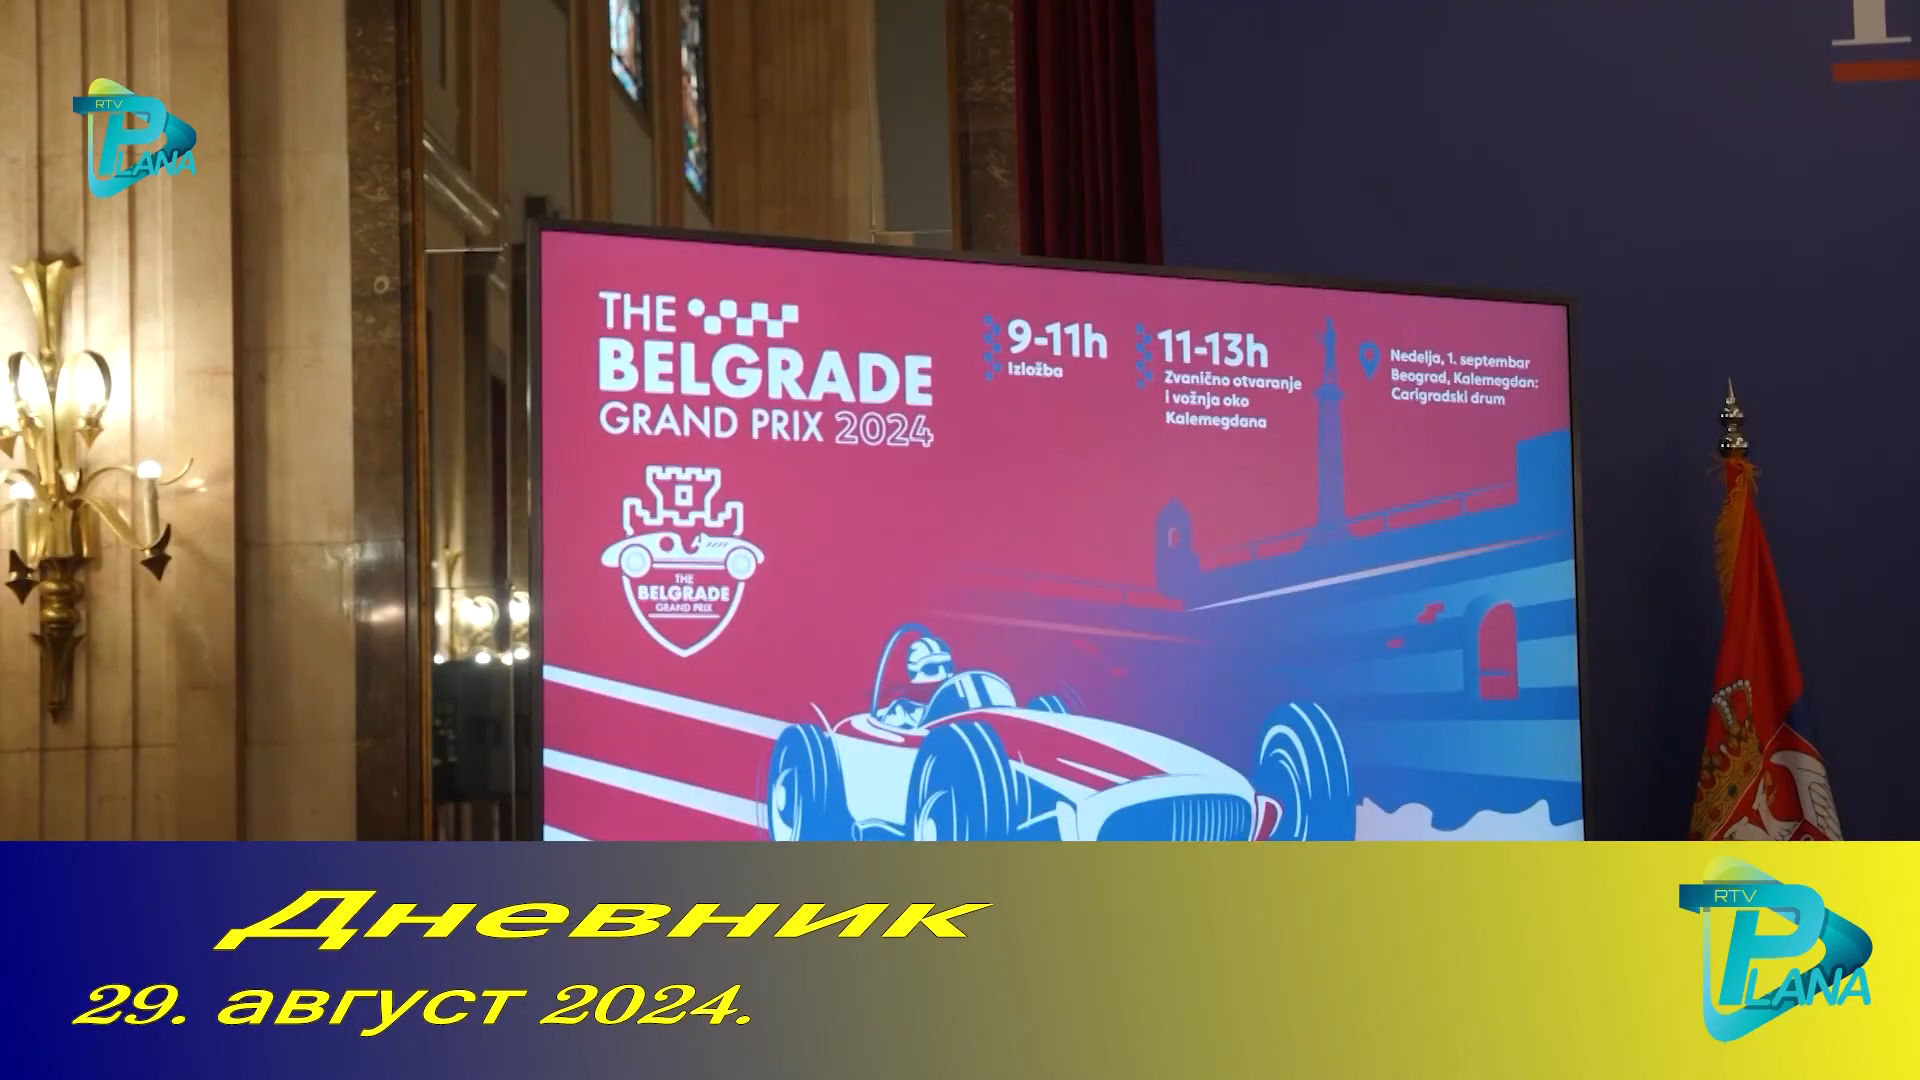 RTV
PLANA
THE
BELGRADE
GRAND PRIX 2024
9-11h
Izložba
11-13h
Zvanično otvaranje
i vožnja oko
Kalemegdana
Nedelja, 1. septembar
Beograd, Kalemegdan:
Carigradski drum
THE
BELGRADE
GRAND PRIX
Дневник
29. август 2024.
RTV
PLANA